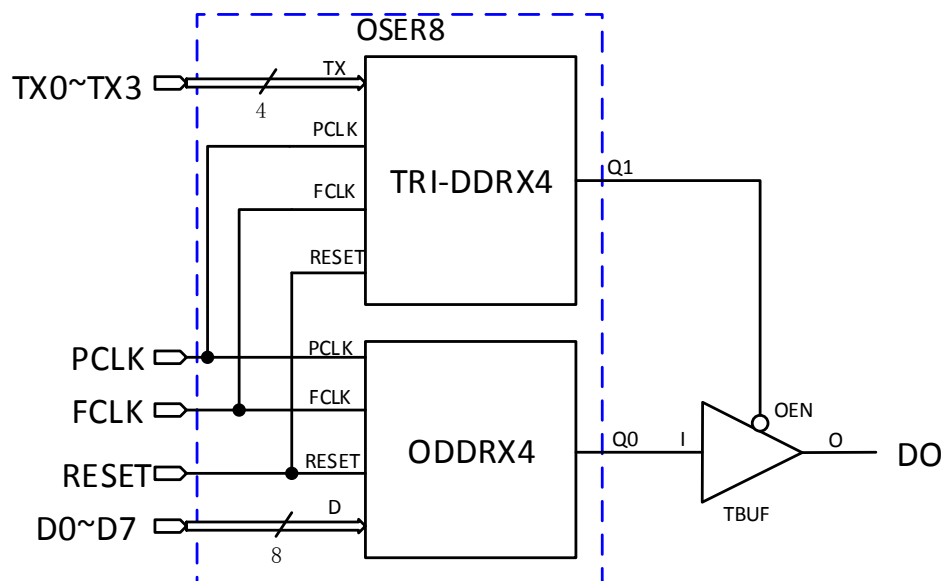 OSER8
TX0~TX3
TX
4
PCLK
FCLK
TRI-DDRX4
Q1
RESET
PCLK
PCLK
FCLK
FCLK
OEN
RESET
RESET
ODDRX4
Q0
I
O
DO
D0~D7
D
8
TBUF